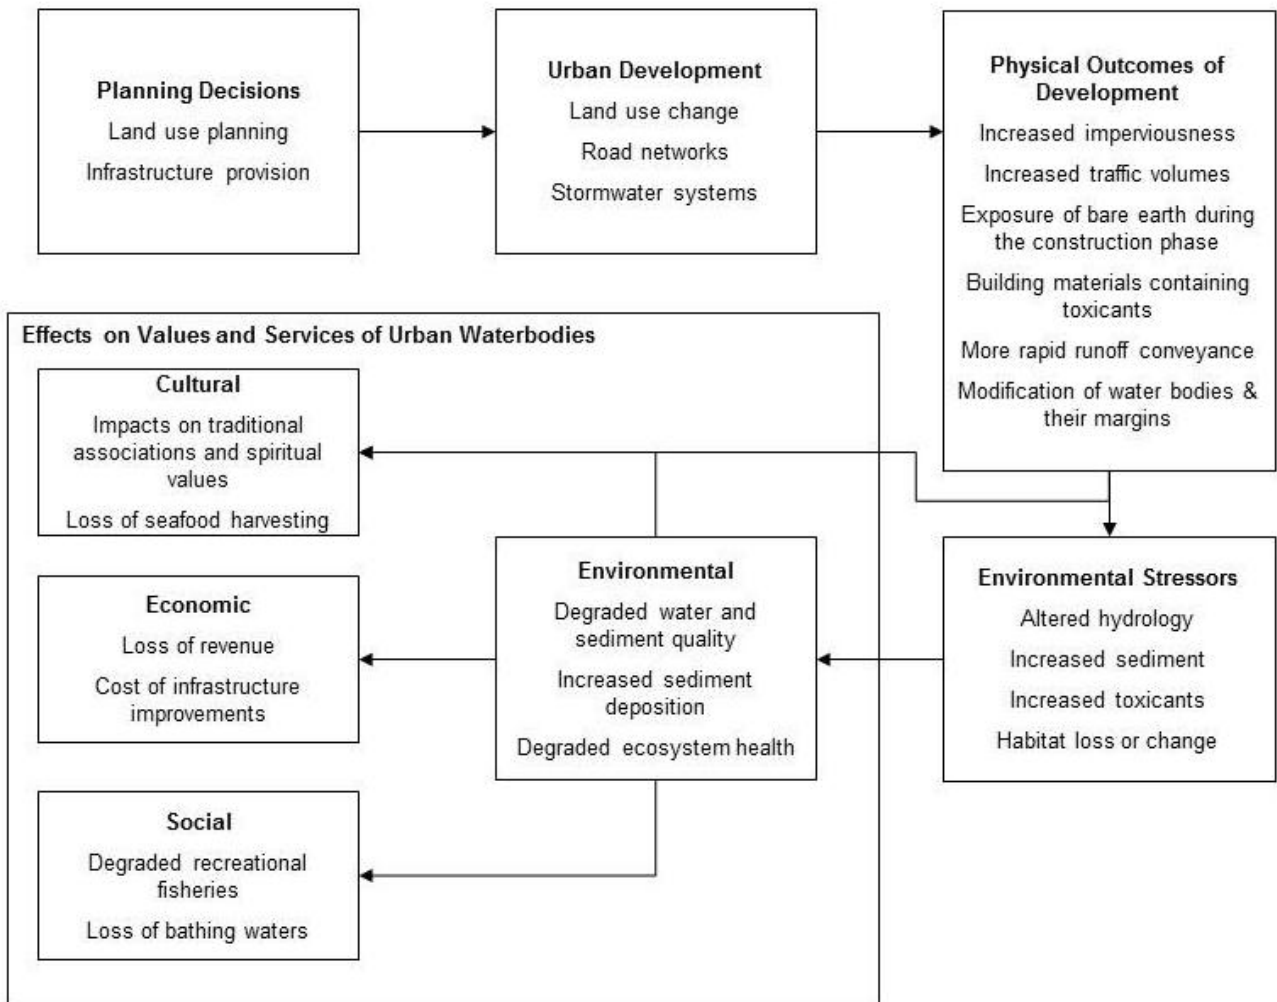 Planning Decisions
Land use planning
Infrastructure provision
Urban Development
Land use change
Road networks
Stormwater systems
Physical Outcomes of
Development
Increased imperviousness
Increased traffic volumes
Exposure of bare earth during
the construction phase
Building materials containing
toxicants
More rapid runoff conveyance
Modification of water bodies &
their margins
Effects on Values and Services of Urban Waterbodies
Cultural
Impacts on traditional
associations and spiritual
values
Loss of seafood harvesting
Economic
Loss of revenue
Cost of infrastructure
improvements
Social
Degraded recreational
fisheries
Loss of bathing waters
Environmental
Degraded water and
sediment quality
Increased sediment
deposition
Degraded ecosystem health
Environmental Stressors
Altered hydrology
Increased sediment
Increased toxicants
Habitat loss or change